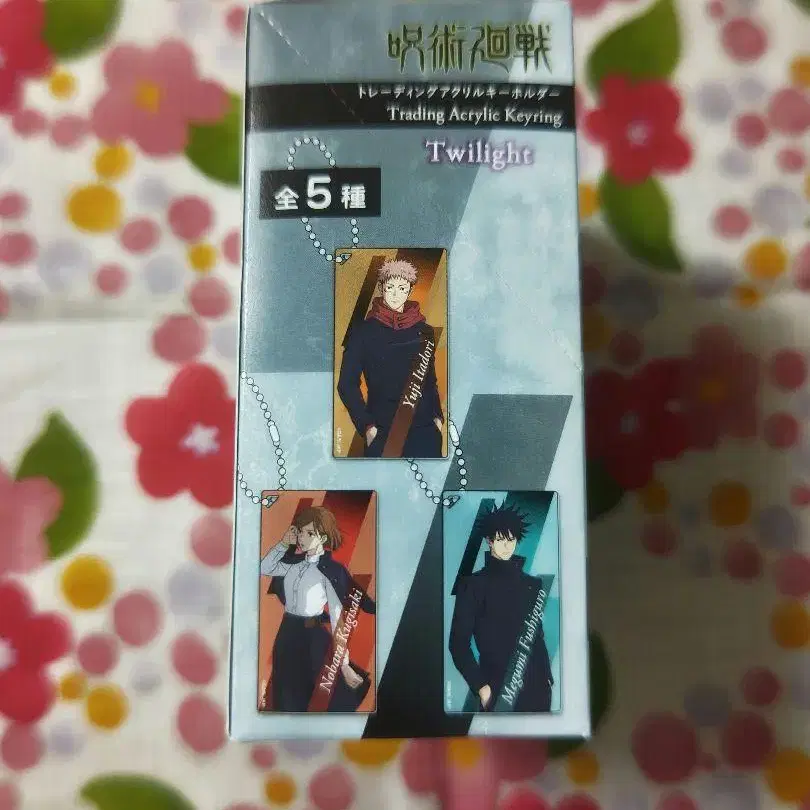 呪術廻戦
トレーディングアクリルキーホルダー
Trading Acrylic Keyring
Twilight
全5種
Yuji Itadori
Nobara Kugisaki
Megumi Fushiguro